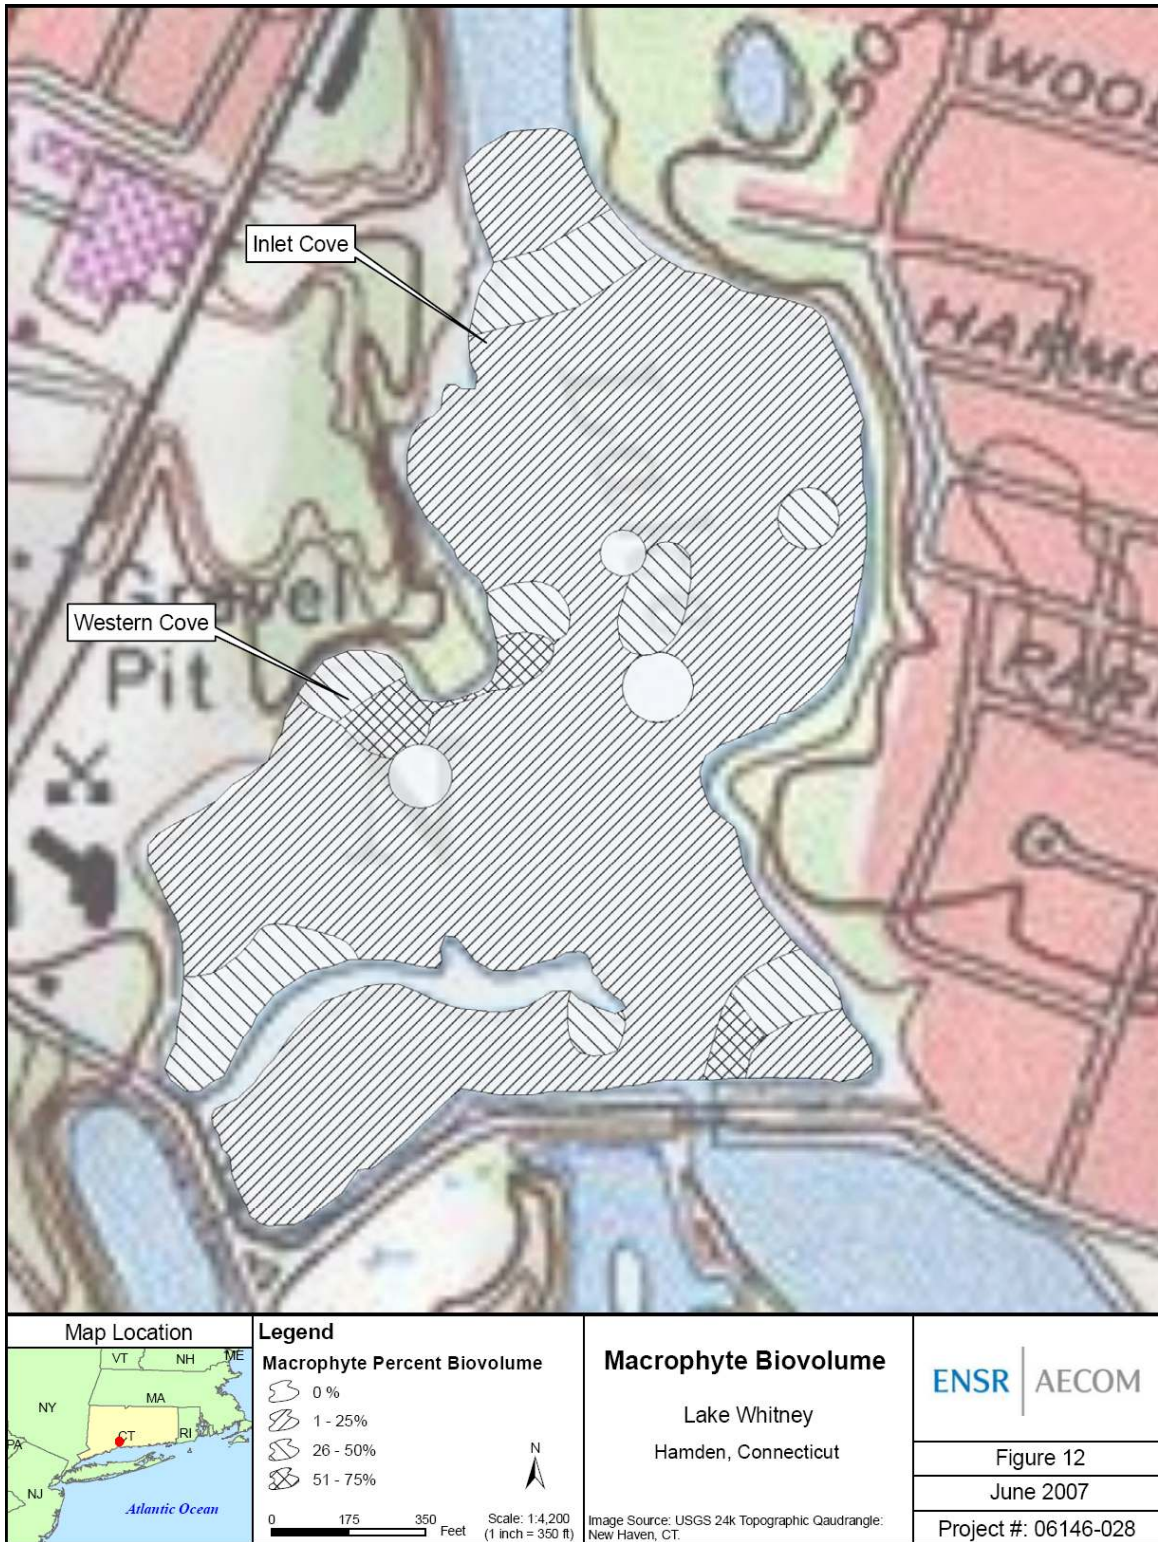 50
WOOL
Inlet Cove
HARMO
Gravel
Western Cove
Pit
PARK
Map Location
VT
NH
ME
NY
MA
CT
RI
PA
NJ
Atlantic Ocean
Legend
Macrophyte Percent Biovolume
0 %
1 - 25%
26 - 50%
51 - 75%
N
0 175 350 Feet
Scale: 1:4,200
(1 inch = 350 ft)
Macrophyte Biovolume
Lake Whitney
Hamden, Connecticut
Image Source: USGS 24k Topographic Qaudrangle:
New Haven, CT.
ENSR | AECOM
Figure 12
June 2007
Project #: 06146-028